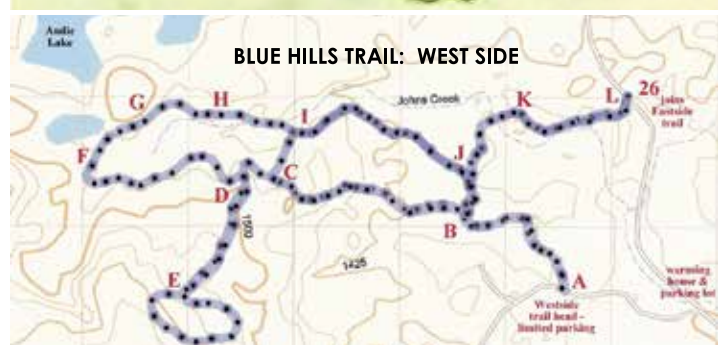 Audie
Lake
BLUE HILLS TRAIL: WEST SIDE
G
H
I
Johns Creek
K
L
26
joins
Eastside
trail
F
J
D
C
1500
B
E
1425
A
warming
house &
parking lot
Westside
trail head -
limited parking